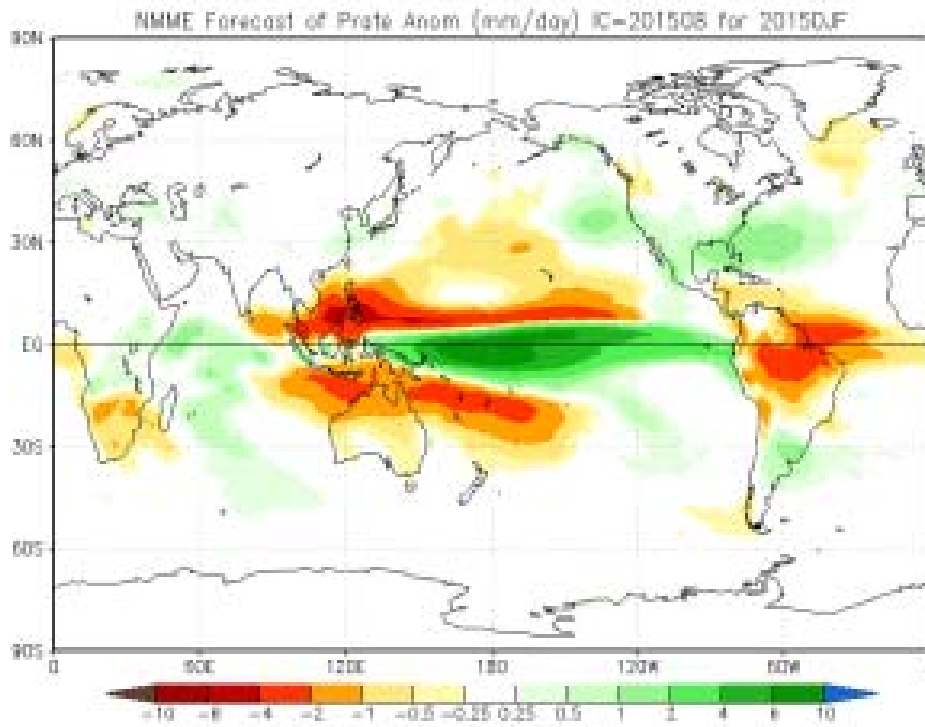 NMME Forecast of Prate Anom (mm/day) IC=201508 for 2015DJF
90N
60N
30N
EQ
30S
60S
90S
0 60E 120E 180 120W 60W
-10 -6 -4 -2 -1 -0.5 -0.25 0.25 0.5 1 2 4 6 10